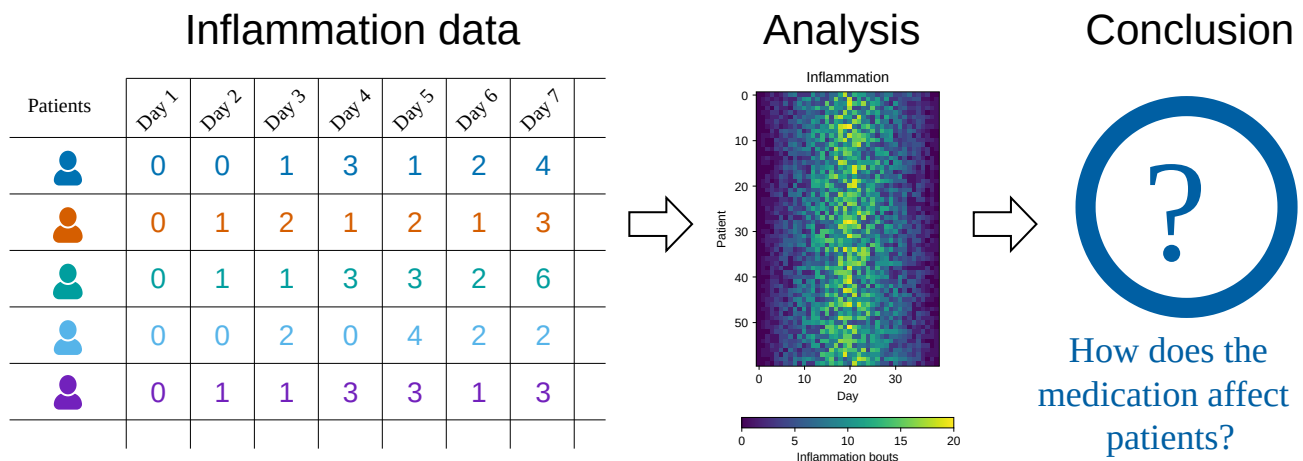 Inflammation data
Analysis
Conclusion
Patients
Day 1
Day 2
Day 3
Day 4
Day 5
Day 6
Day 7
0 0 1 3 1 2 4
0 1 2 1 2 1 3
0 1 1 3 3 2 6
0 0 2 0 4 2 2
0 1 1 3 3 1 3
Inflammation
0
10
20
30
40
50
Patient
0 10 20 30
Day
0 5 10 15 20
Inflammation bouts
?
How does the
medication affect
patients?